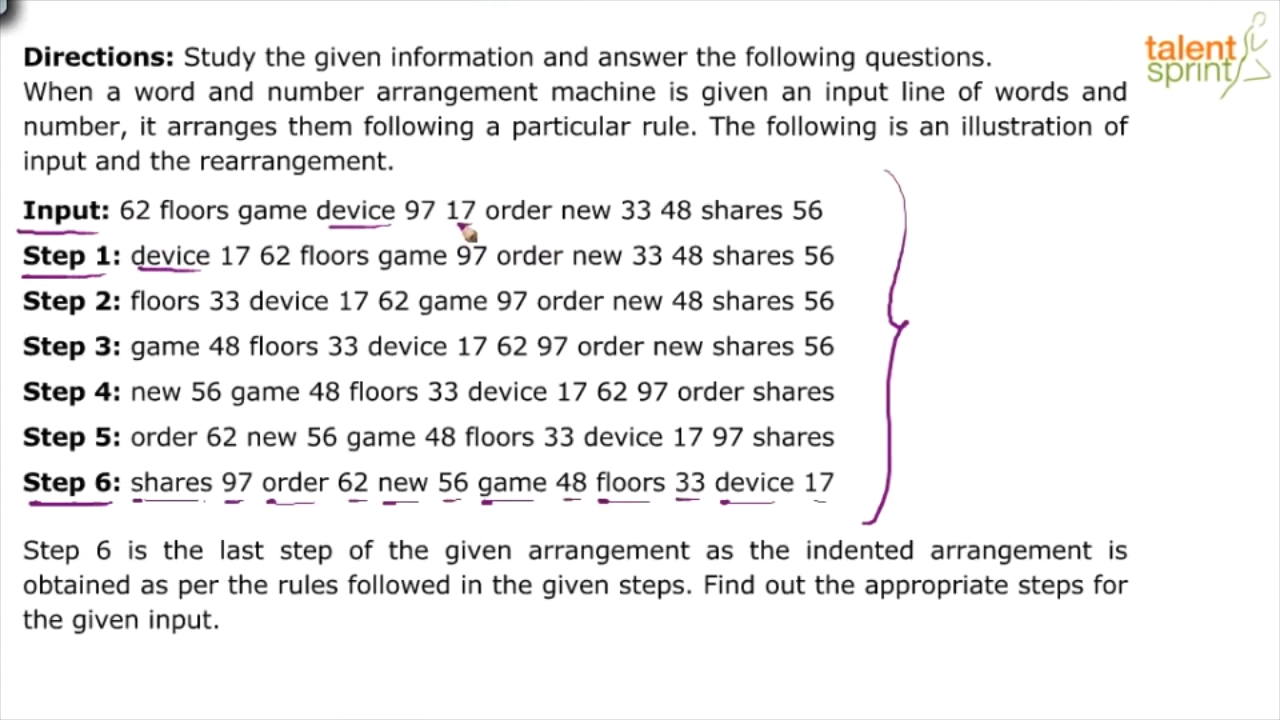 talent
sprint
Directions: Study the given information and answer the following questions.
When a word and number arrangement machine is given an input line of words and
number, it arranges them following a particular rule. The following is an illustration of
input and the rearrangement.
Input: 62 floors game device 97 17 order new 33 48 shares 56
Step 1: device 17 62 floors game 97 order new 33 48 shares 56
Step 2: floors 33 device 17 62 game 97 order new 48 shares 56
Step 3: game 48 floors 33 device 17 62 97 order new shares 56
Step 4: new 56 game 48 floors 33 device 17 62 97 order shares
Step 5: order 62 new 56 game 48 floors 33 device 17 97 shares
Step 6: shares 97 order 62 new 56 game 48 floors 33 device 17
Step 6 is the last step of the given arrangement as the indented arrangement is
obtained as per the rules followed in the given steps. Find out the appropriate steps for
the given input.